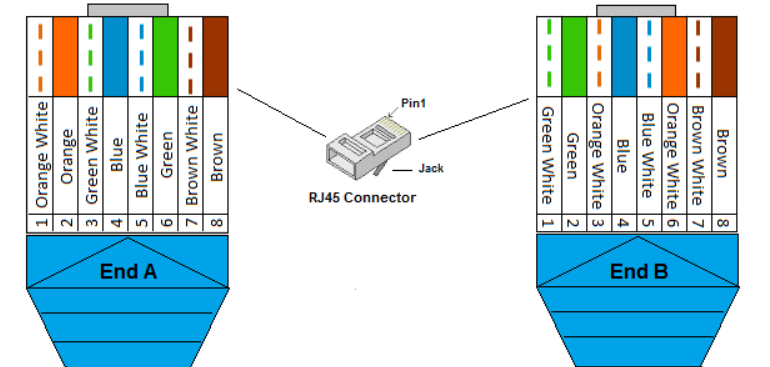 Orange White
Orange
Green White
Blue
Blue White
Green
Brown White
Brown
1
2
3
4
5
6
7
8
End A
Pin1
Jack
RJ45 Connector
Green White
Green
Orange White
Blue
Blue White
Orange White
Brown White
Brown
1
2
3
4
5
6
7
8
End B